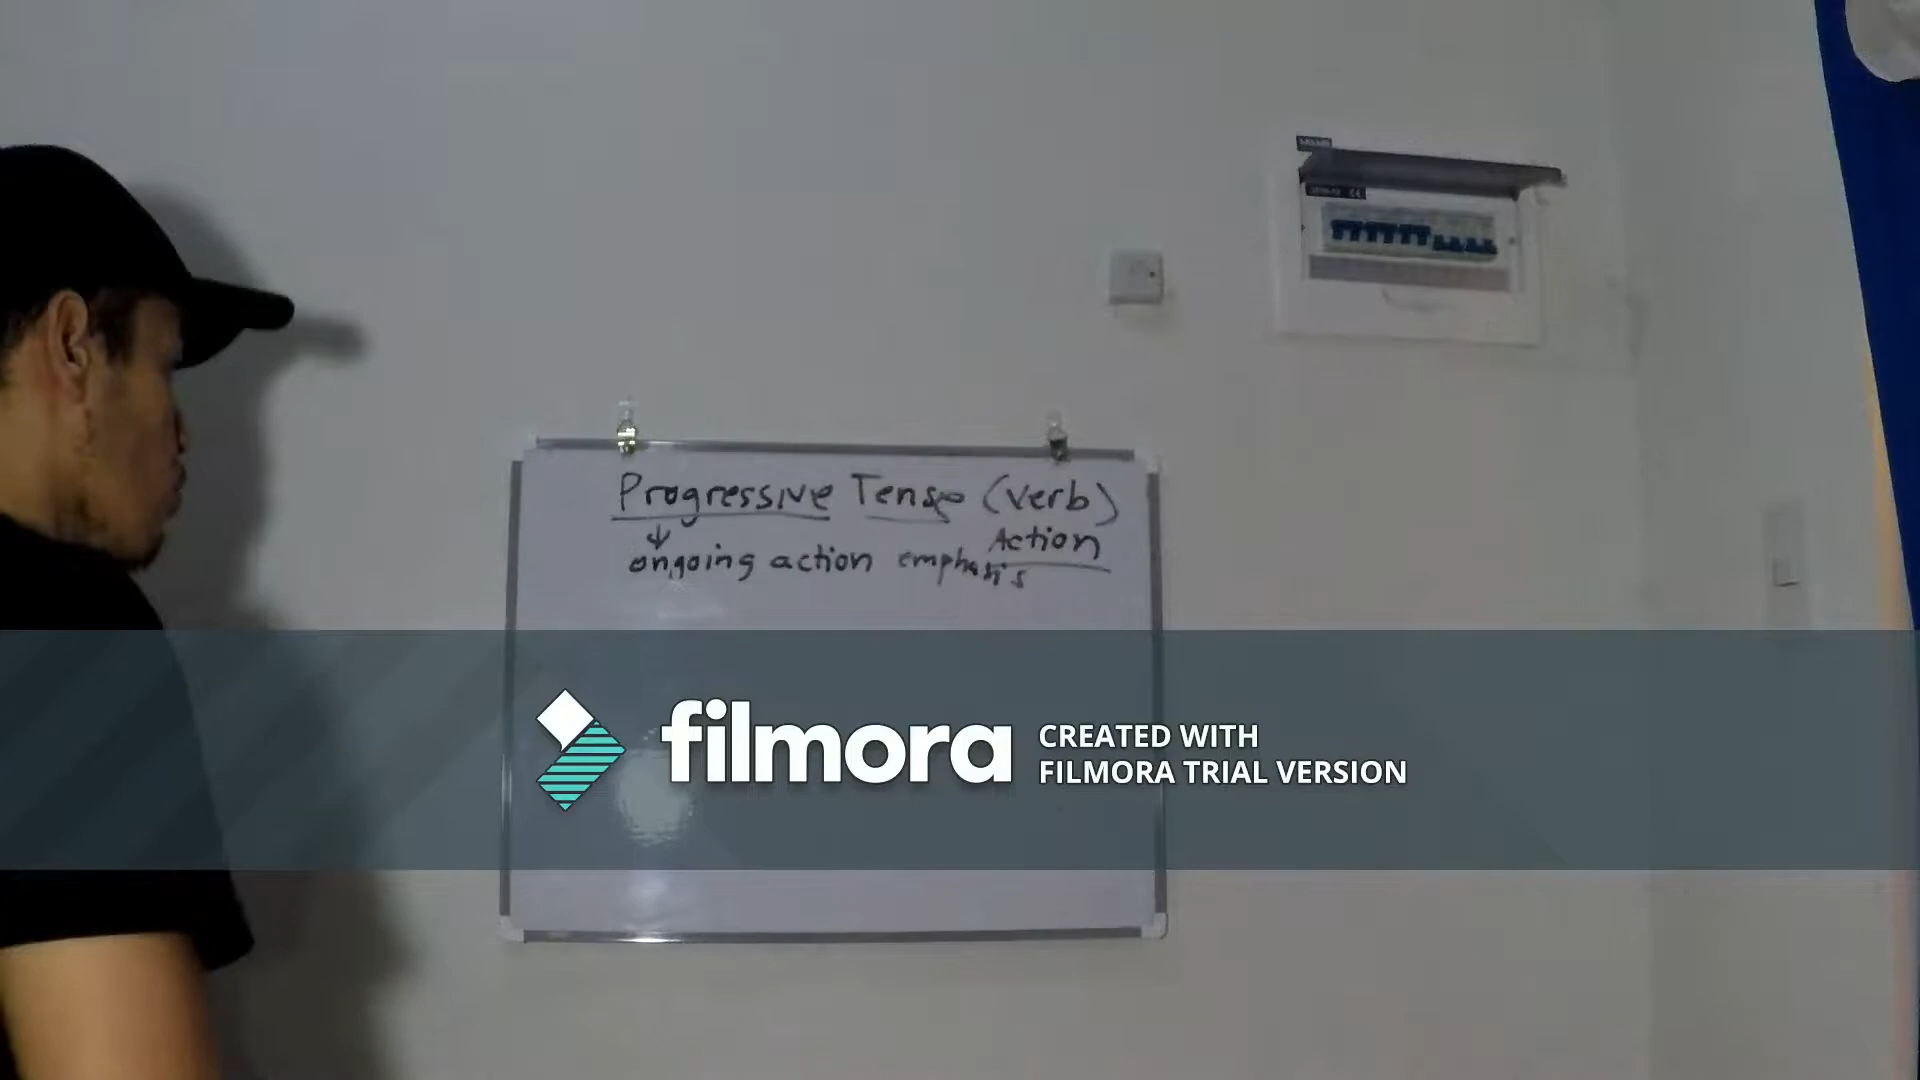 Progressive Tense (verb)
Action
ongoing action emphasis
filmora
CREATED WITH
FILMORA TRIAL VERSION